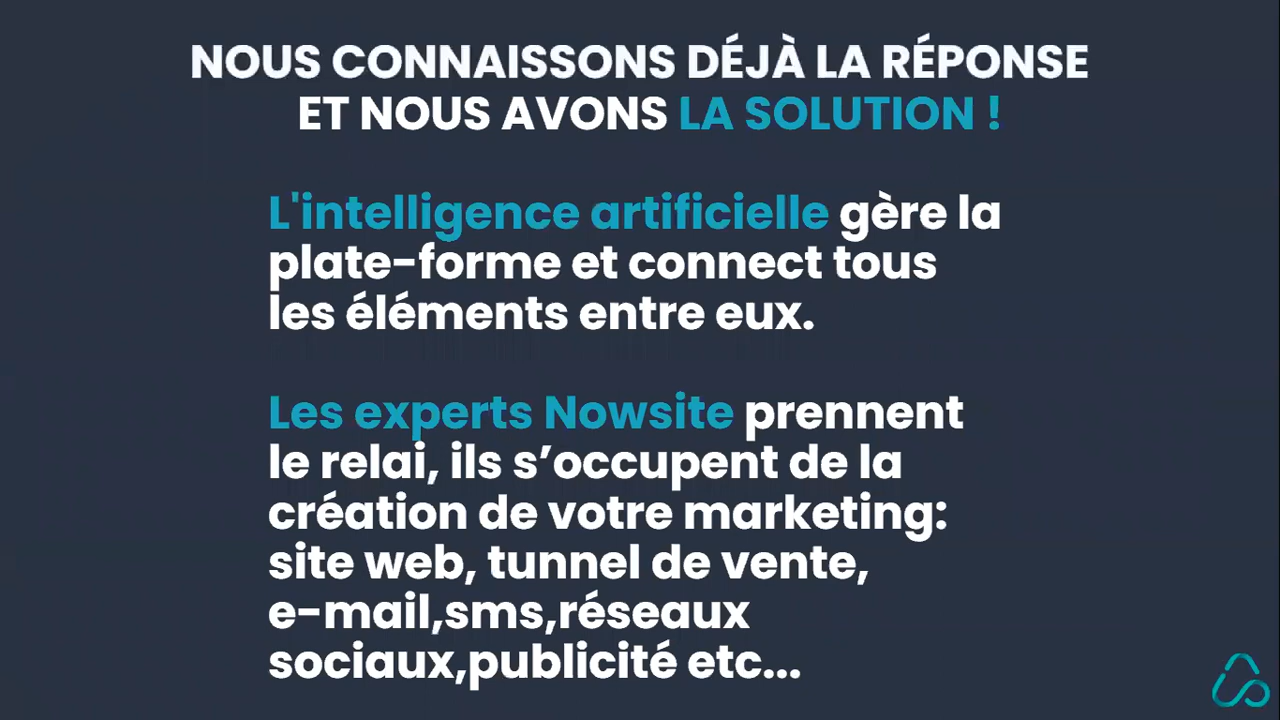 NOUS CONNAISSONS DÉJÀ LA RÉPONSE
ET NOUS AVONS LA SOLUTION !
L'intelligence artificielle gère la
plate-forme et connect tous
les éléments entre eux.
Les experts Nowsite prennent
le relai, ils s’occupent de la
création de votre marketing:
site web, tunnel de vente,
e-mail,sms,réseaux
sociaux,publicité etc...